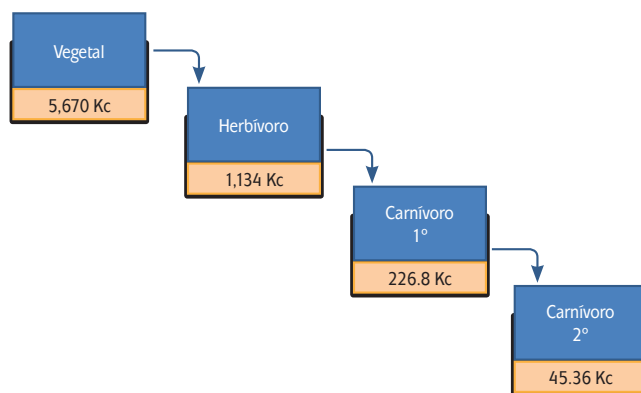 Vegetal
5,670 Kc
Herbívoro
1,134 Kc
Carnívoro
1°
226.8 Kc
Carnívoro
2°
45.36 Kc